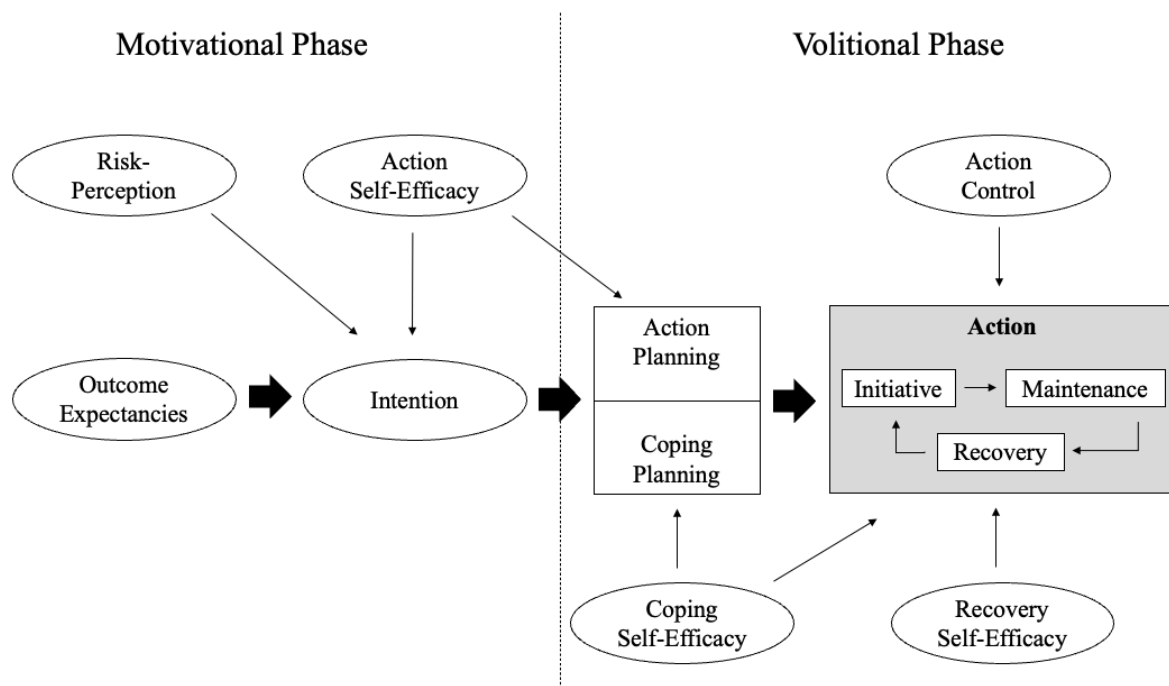 Motivational Phase
Volitional Phase
Risk-
Perception
Action
Self-Efficacy
Action
Control
Outcome
Expectancies
Intention
Action
Planning
Coping
Planning
Action
Initiative
Maintenance
Recovery
Coping
Self-Efficacy
Recovery
Self-Efficacy